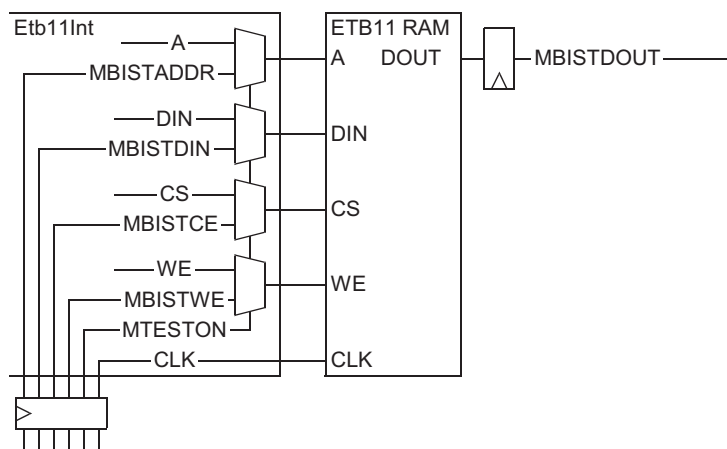 Etb11Int
ETB11 RAM
A
A
DOUT
MBISTDOUT
MBISTADDR
DIN
DIN
MBISTDIN
CS
CS
MBISTCE
WE
WE
MBISTWE
MTESTON
CLK
CLK